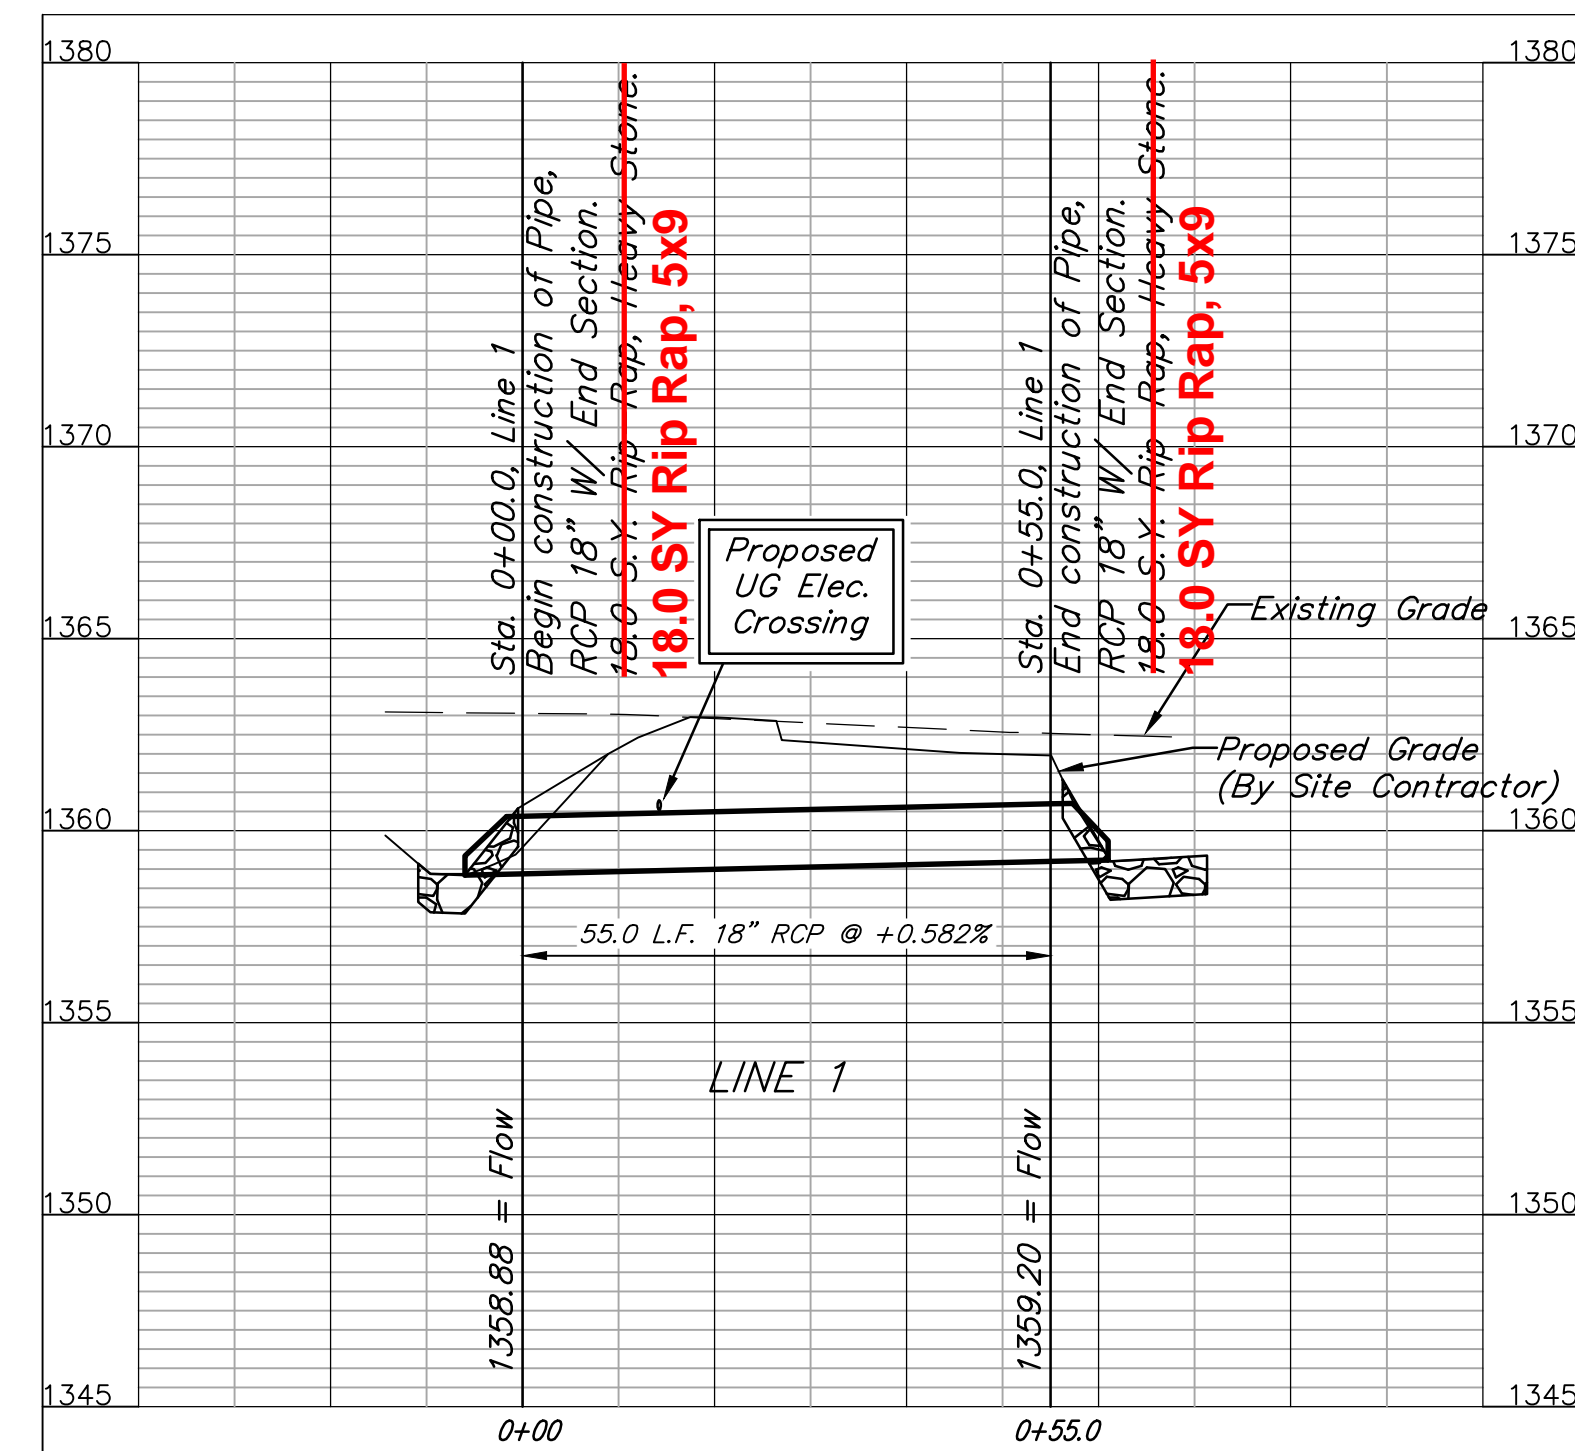 1380
1380
1375
1375
1370
1370
1365
1365
1360
1360
1355
1355
1350
1350
1345
1345
Sta. 0+00.0, Line 1
Begin construction of Pipe,
RCP 18" W/ End Section.
18.0 S.Y. Rip Rap, Heavy Stone.
18.0 SY Rip Rap, 5x9
Sta. 0+55.0, Line 1
End construction of Pipe,
RCP 18" W/ End Section.
18.0 S.Y. Rip Rap, Heavy Stone.
18.0 SY Rip Rap, 5x9
Proposed
UG Elec.
Crossing
Existing Grade
Proposed Grade
(By Site Contractor)
55.0 L.F. 18" RCP @ +0.582%
LINE 1
1358.88 = Flow
1359.20 = Flow
0+00
0+55.0